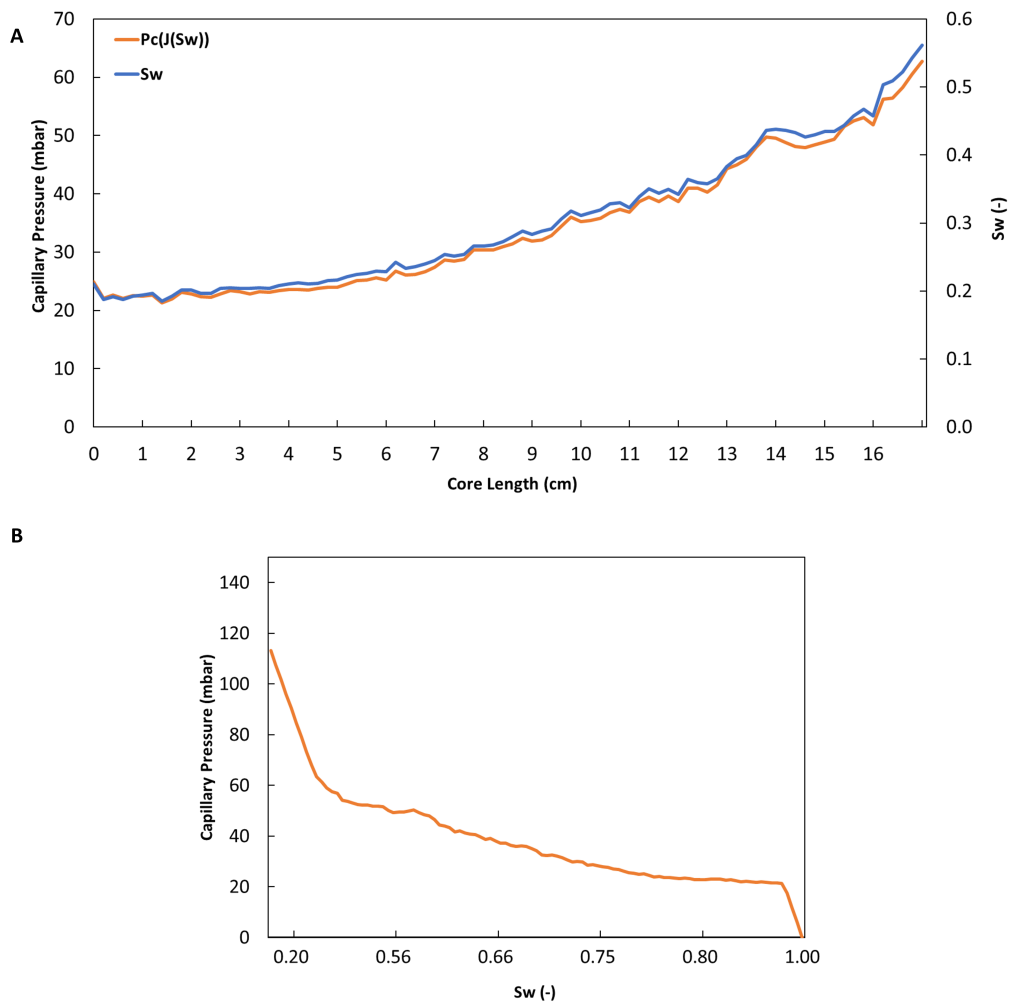 A
70
60
50
40
30
20
10
0
Capillary Pressure (mbar)
Pc(J(Sw))
Sw
0.6
0.5
0.4
0.3
0.2
0.1
0.0
Sw (-)
0 1 2 3 4 5 6 7 8 9 10 11 12 13 14 15 16
Core Length (cm)
B
140
120
100
80
60
40
20
0
Capillary Pressure (mbar)
0.20 0.56 0.66 0.75 0.80 1.00
Sw (-)